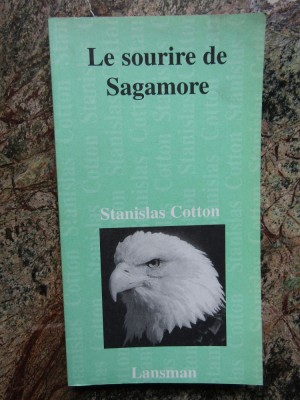 Le sourire de
Sagamore
Stanislas Cotton
Lansman